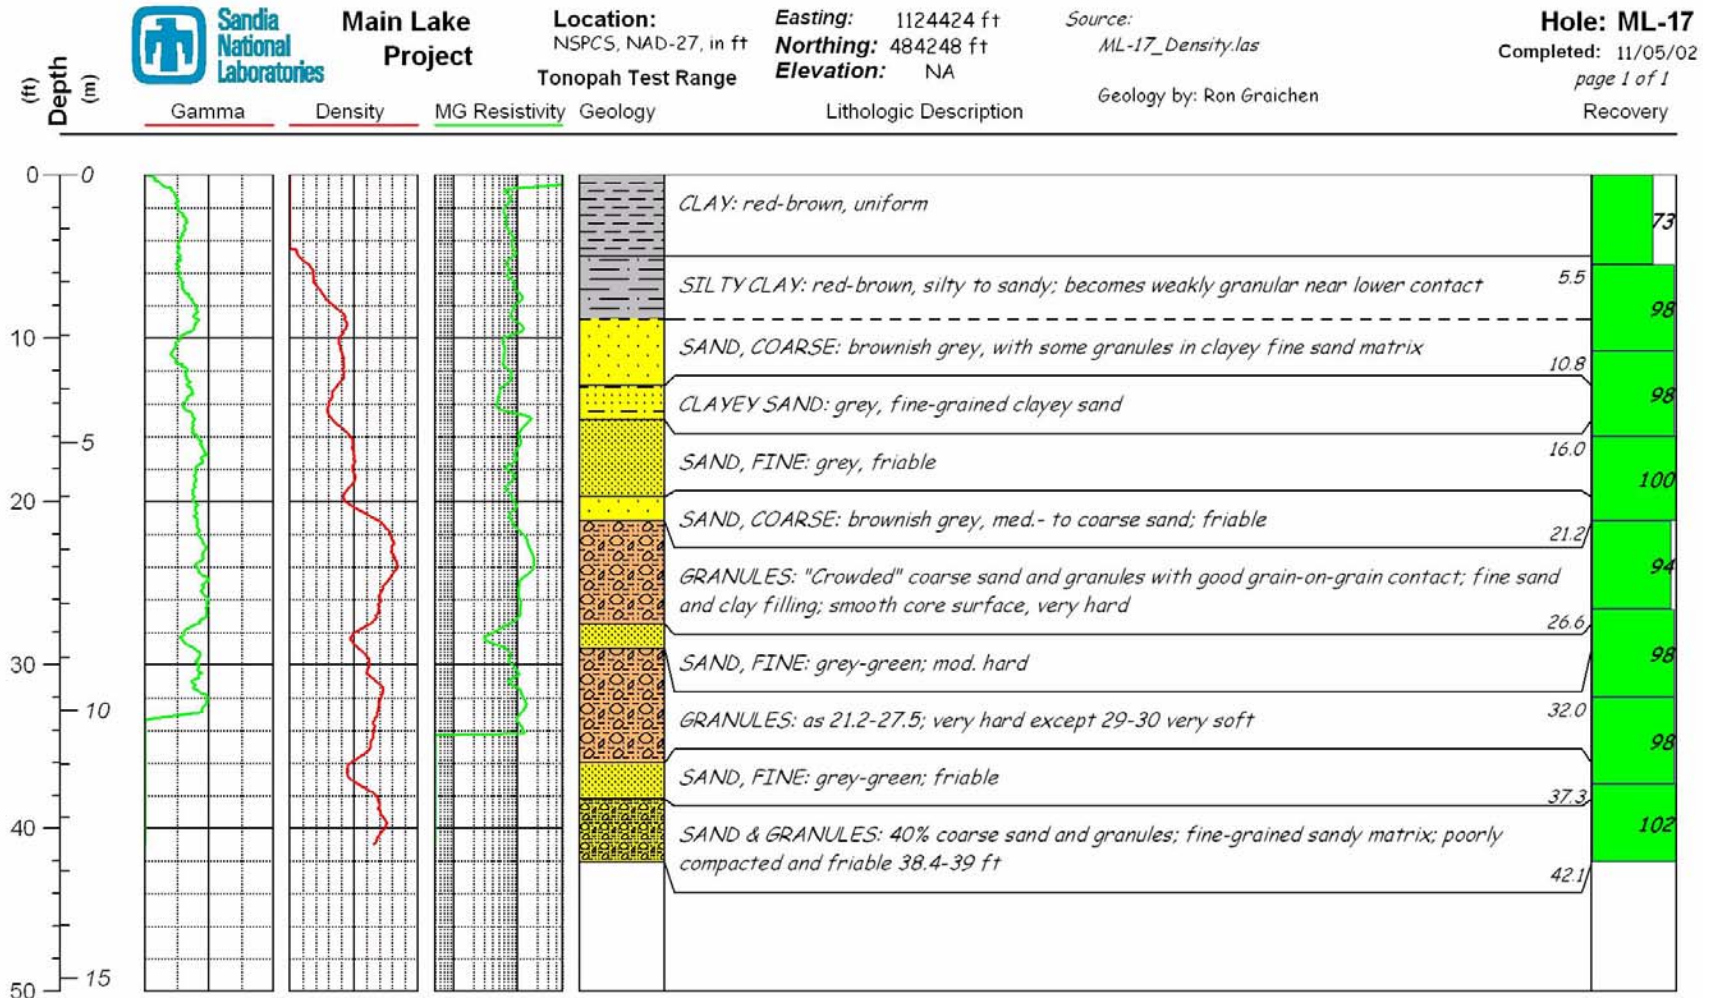 Sandia
National
Laboratories
Main Lake
Project
Location:
NSPCS, NAD-27, in ft
Tonopah Test Range
Easting: 1124424 ft
Northing: 484248 ft
Elevation: NA
Source:
ML-17_Density.las
Geology by: Ron Graichen
Hole: ML-17
Completed: 11/05/02
page 1 of 1
(ft) Depth (m)
Gamma Density MG Resistivity Geology Lithologic Description Recovery
0 0
CLAY: red-brown, uniform
73
5.5
SILTY CLAY: red-brown, silty to sandy; becomes weakly granular near lower contact
98
10
SAND, COARSE: brownish grey, with some granules in clayey fine sand matrix
10.8
98
CLAYEY SAND: grey, fine-grained clayey sand
5
16.0
SAND, FINE: grey, friable
100
20
SAND, COARSE: brownish grey, med.- to coarse sand; friable
21.2
94
GRANULES: "Crowded" coarse sand and granules with good grain-on-grain contact; fine sand
and clay filling; smooth core surface, very hard
26.6
30
SAND, FINE: grey-green; mod. hard
98
10
32.0
GRANULES: as 21.2-27.5; very hard except 29-30 very soft
98
SAND, FINE: grey-green; friable
37.3
40
102
SAND & GRANULES: 40% coarse sand and granules; fine-grained sandy matrix; poorly
compacted and friable 38.4-39 ft
42.1
15
50